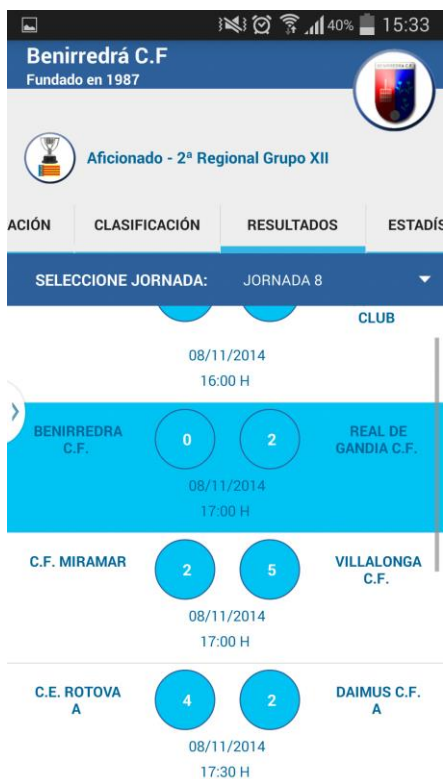 40% 15:33
Benirredrá C.F
Fundado en 1987
Aficionado - 2ª Regional Grupo XII
ACIÓN CLASIFICACIÓN RESULTADOS ESTADÍS
SELECCIONE JORNADA: JORNADA 8
CLUB
08/11/2014
16:00 H
BENIRREDRA
C.F.
0 2
REAL DE
GANDIA C.F.
08/11/2014
17:00 H
C.F. MIRAMAR
2 5
VILLALONGA
C.F.
08/11/2014
17:00 H
C.E. ROTOVA
A
4 2
DAIMUS C.F.
A
08/11/2014
17:30 H